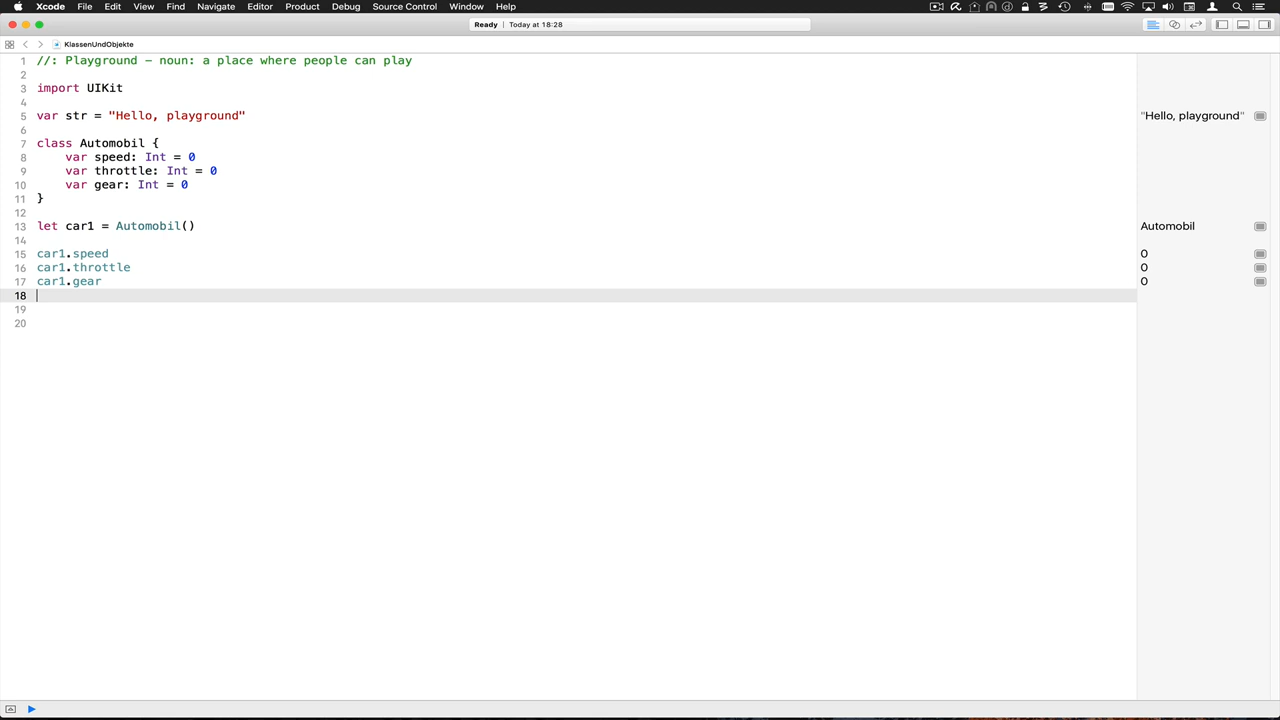 Xcode File Edit View Find Navigate Editor Product Debug Source Control Window Help
Ready Today at 18:28
KlassenUndObjekte
1 //: Playground - noun: a place where people can play
2
3 import UIKit
4
5 var str = "Hello, playground" "Hello, playground"
6
7 class Automobil {
8 var speed: Int = 0
9 var throttle: Int = 0
10 var gear: Int = 0
11 }
12
13 let car1 = Automobil() Automobil
14
15 car1.speed 0
16 car1.throttle 0
17 car1.gear 0
18
19
20